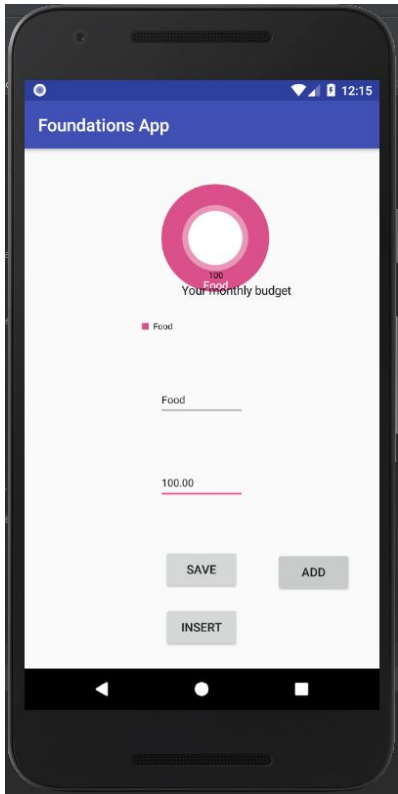 12:15
Foundations App
100
Food
Your monthly budget
Food
Food
100.00
SAVE
ADD
INSERT